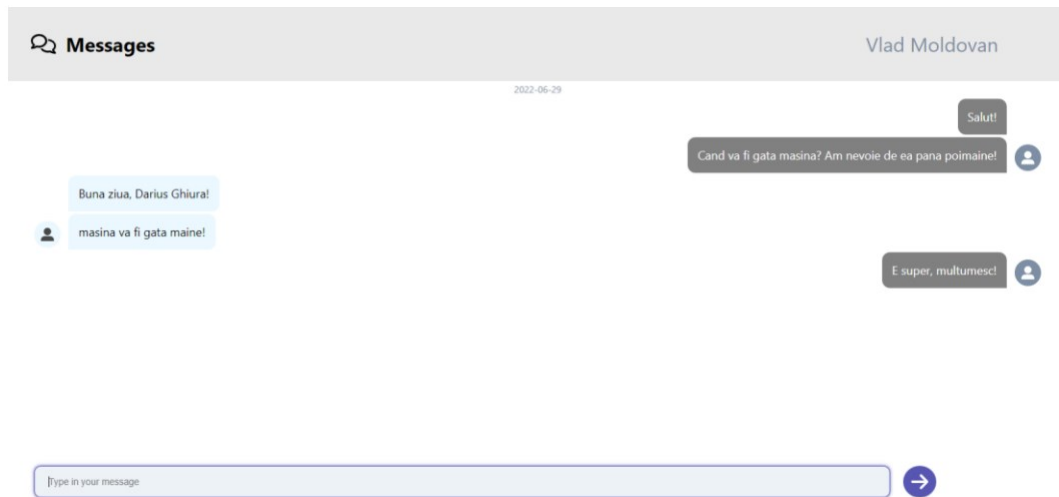 Messages
Vlad Moldovan
2022-06-29
Salut!
Cand va fi gata masina? Am nevoie de ea pana poimaine!
Buna ziua, Darius Ghiura!
masina va fi gata maine!
E super, multumesc!
Type in your message